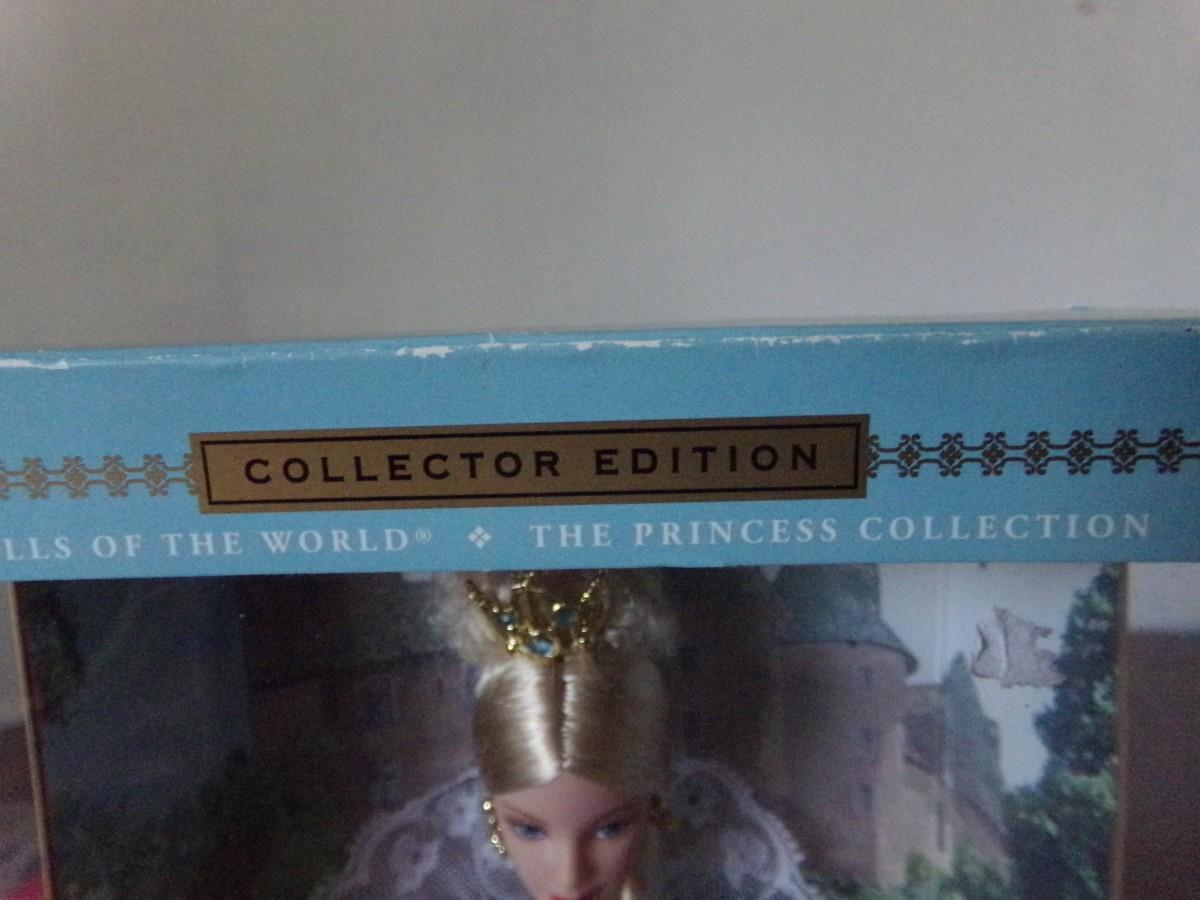 COLLECTOR EDITION
LLS OF THE WORLD® ❖ THE PRINCESS COLLECTION